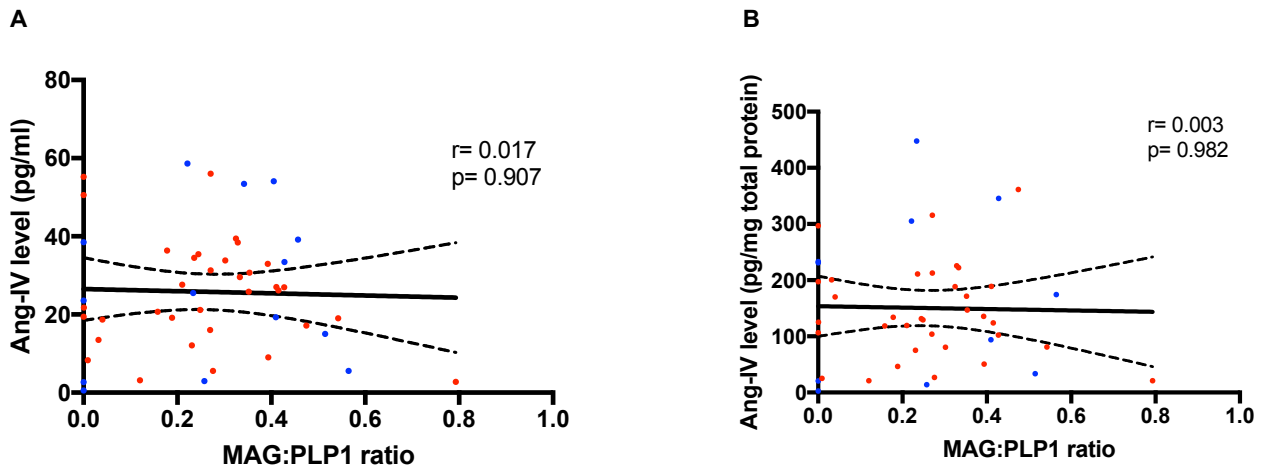 A
Ang-IV level (pg/ml)
80
60
40
20
0
0.0 0.2 0.4 0.6 0.8 1.0
MAG:PLP1 ratio
r= 0.017
p= 0.907
B
Ang-IV level (pg/mg total protein)
500
400
300
200
100
0
0.0 0.2 0.4 0.6 0.8 1.0
MAG:PLP1 ratio
r= 0.003
p= 0.982